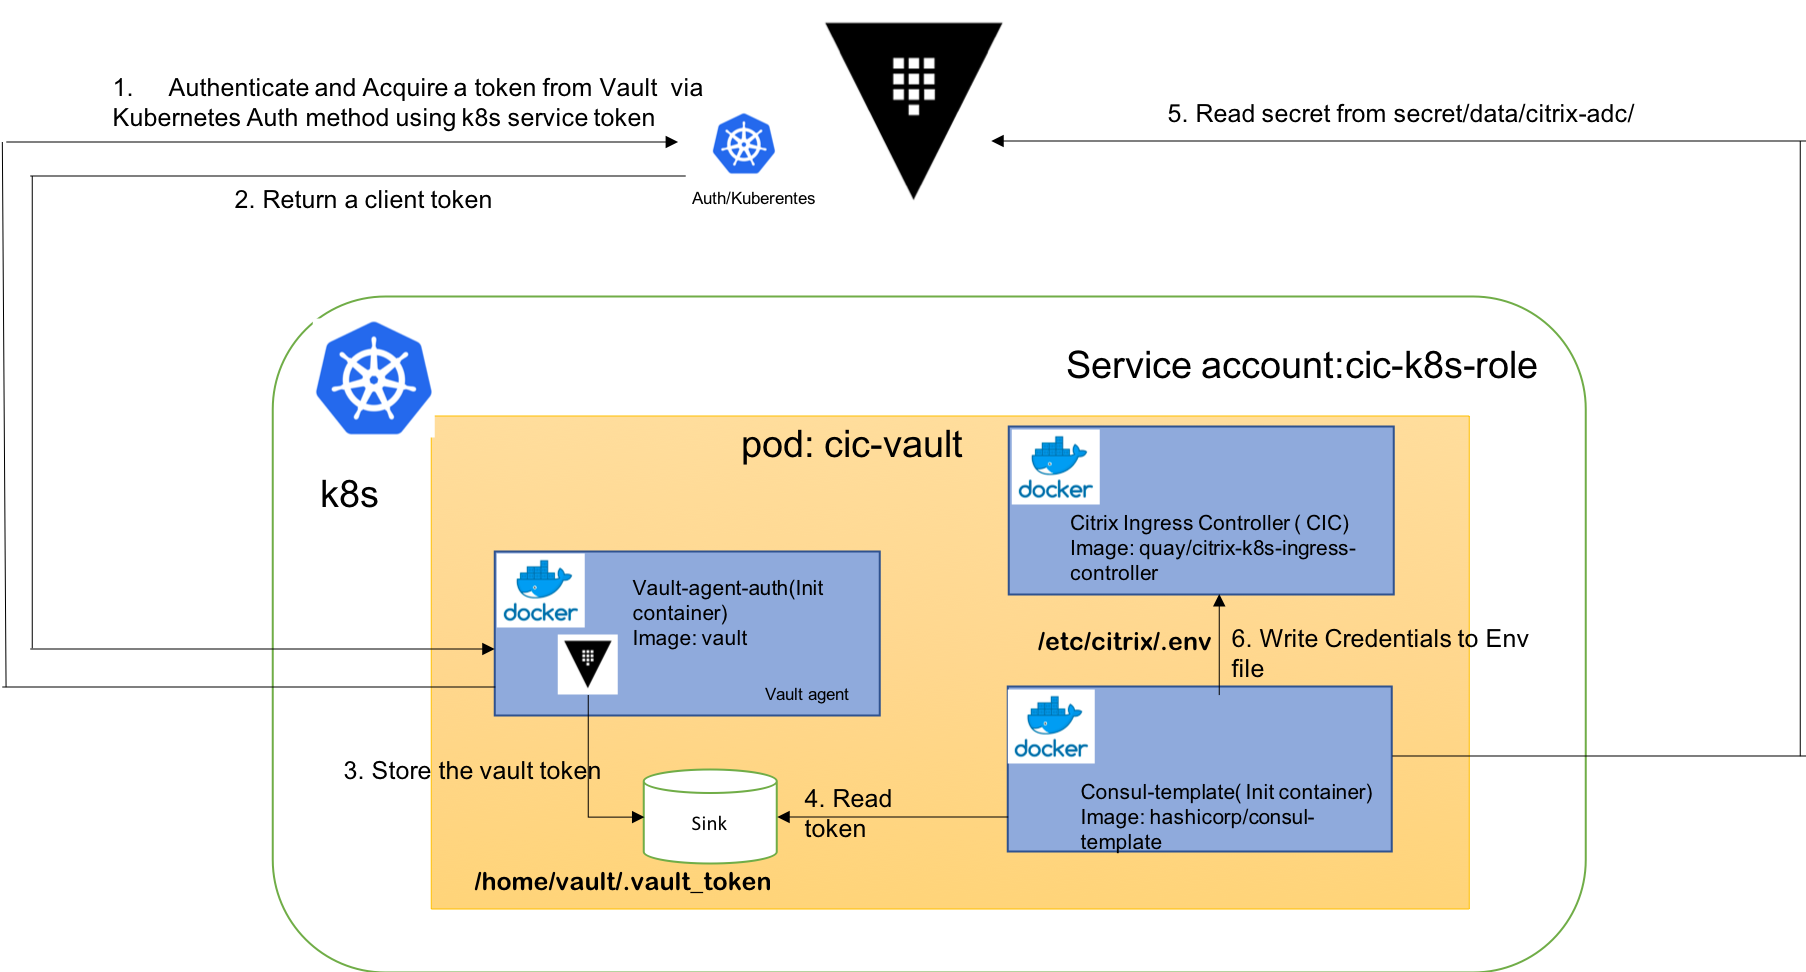 1. Authenticate and Acquire a token from Vault via
Kubernetes Auth method using k8s service token
5. Read secret from secret/data/citrix-adc/
2. Return a client token
Auth/Kuberentes
Service account:cic-k8s-role
k8s
pod: cic-vault
docker
Citrix Ingress Controller ( CIC)
Image: quay/citrix-k8s-ingress-
controller
docker
Vault-agent-auth(Init
container)
Image: vault
Vault agent
/etc/citrix/.env
6. Write Credentials to Env
file
3. Store the vault token
Sink
/home/vault/.vault_token
4. Read
token
docker
Consul-template( Init container)
Image: hashicorp/consul-
template